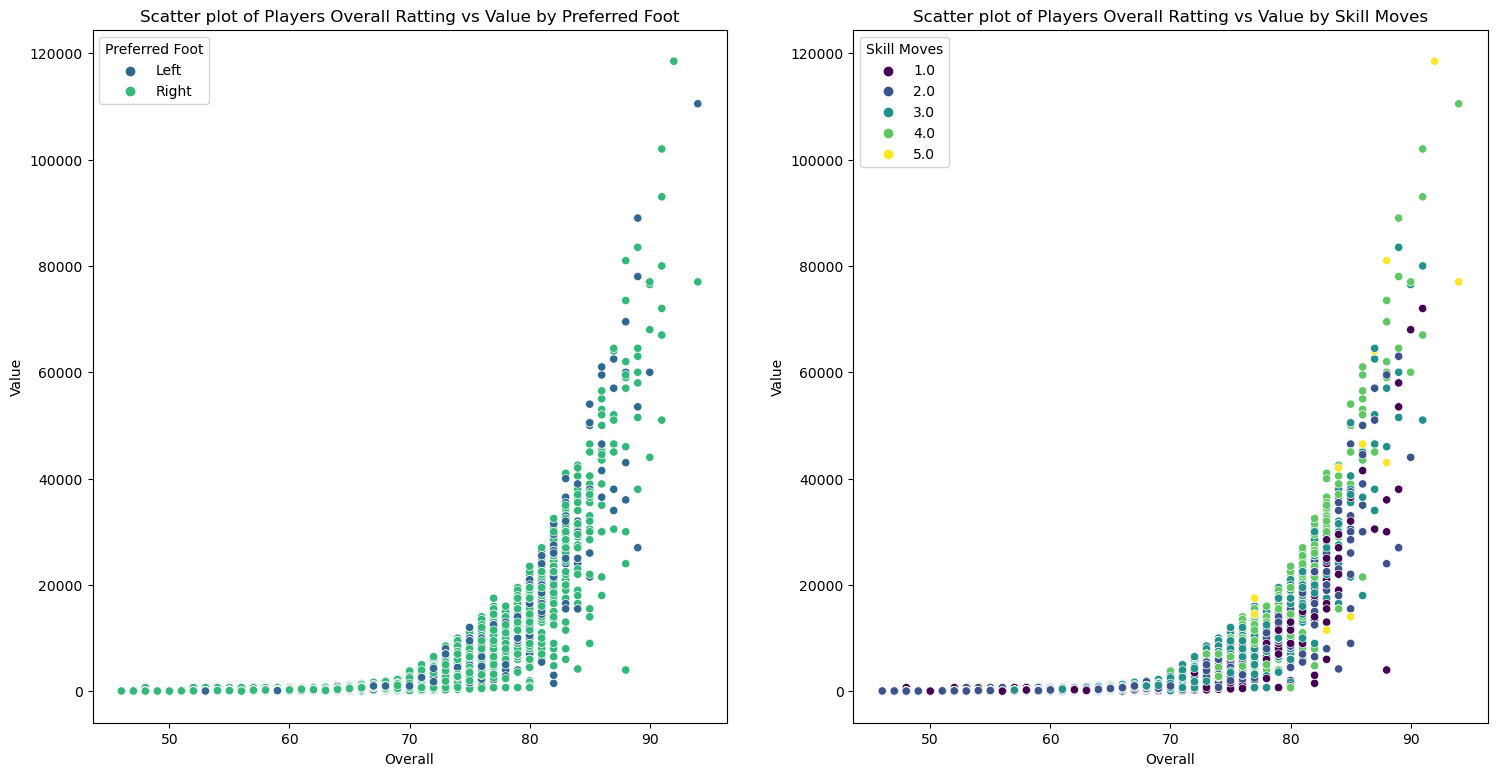 Scatter plot of Players Overall Ratting vs Value by Preferred Foot
Preferred Foot
Left
Right
120000
100000
80000
60000
40000
20000
0
Value
50 60 70 80 90
Overall
Scatter plot of Players Overall Ratting vs Value by Skill Moves
Skill Moves
1.0
2.0
3.0
4.0
5.0
120000
100000
80000
60000
40000
20000
0
Value
50 60 70 80 90
Overall